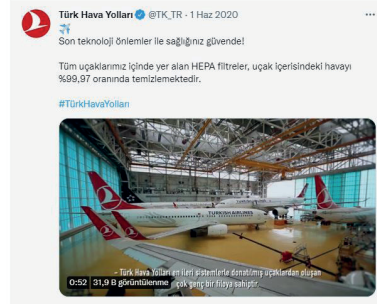 Türk Hava Yolları @TK_TR · 1 Haz 2020
Son teknoloji önlemler ile sağlığınız güvende!
Tüm uçaklarımız içinde yer alan HEPA filtreler, uçak içerisindeki havayı
%99,97 oranında temizlemektedir.
#TürkHavaYolları
TURKISH AIRLINES
- Türk Hava Yolları en ileri sistemlerle donatılmış uçaklardan oluşan
çok genç bir filoya sahiptir.
0:52 31,9 B görüntülenme